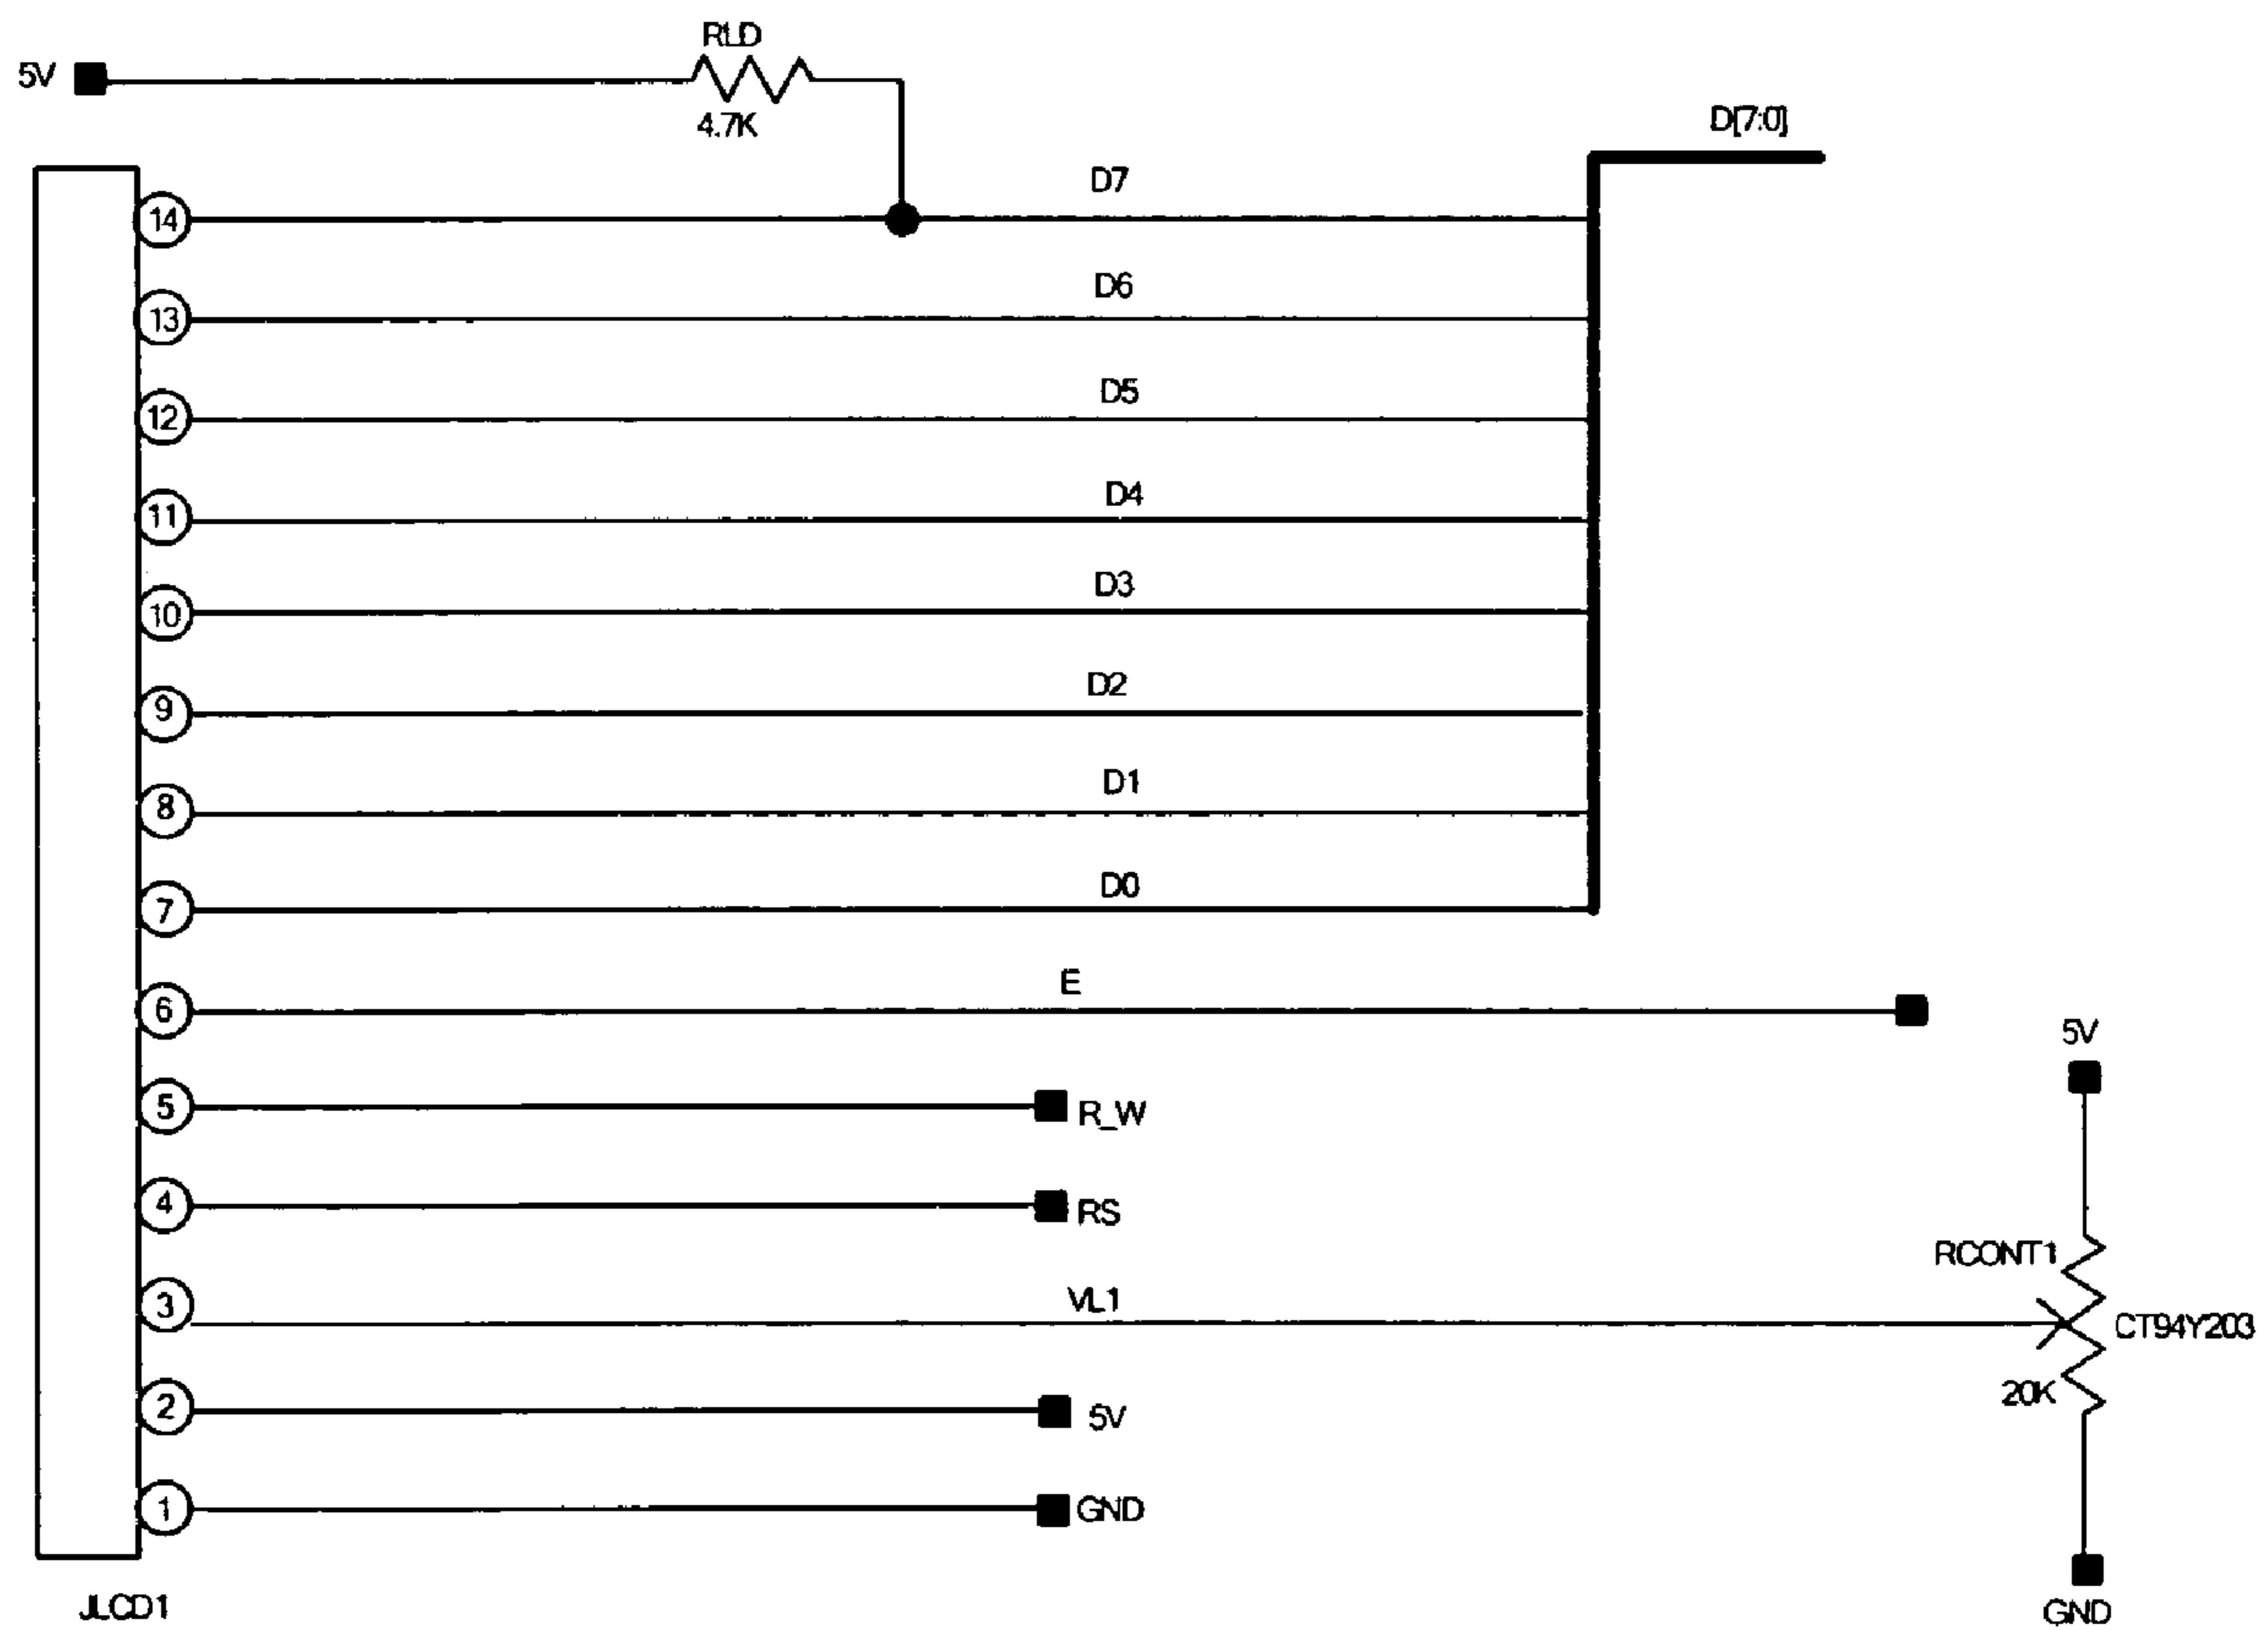 RLD
5V
4.7K
D[7:0]
D7
14
D6
13
D5
12
D4
11
D3
10
D2
9
D1
8
D0
7
E
6
5V
5
R_W
4
RS
RCONT1
3
VL1
CT94Y203
20K
2
5V
1
GND
JLCD1
GND